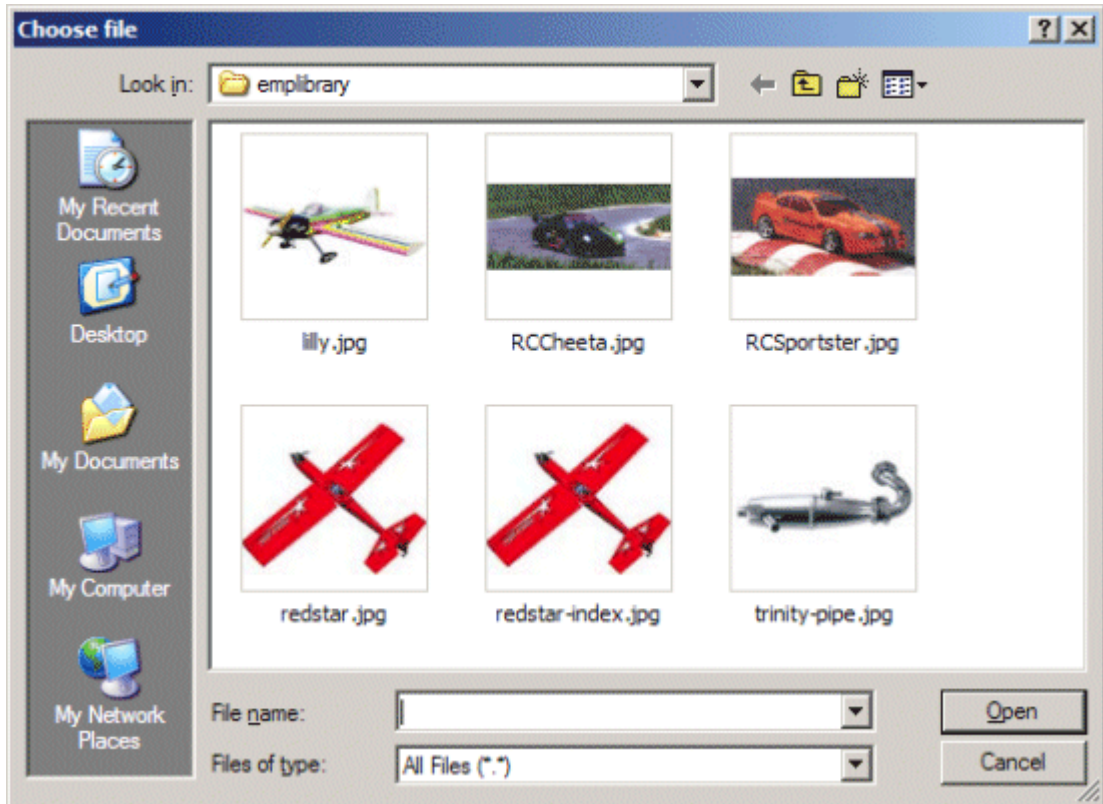 Choose file
Look in:
emplibrary
My Recent
Documents
Desktop
My Documents
My Computer
My Network
Places
lilly.jpg
RCCheeta.jpg
RCSportster.jpg
redstar.jpg
redstar-index.jpg
trinity-pipe.jpg
File name:
Open
Files of type:
All Files (*.*)
Cancel